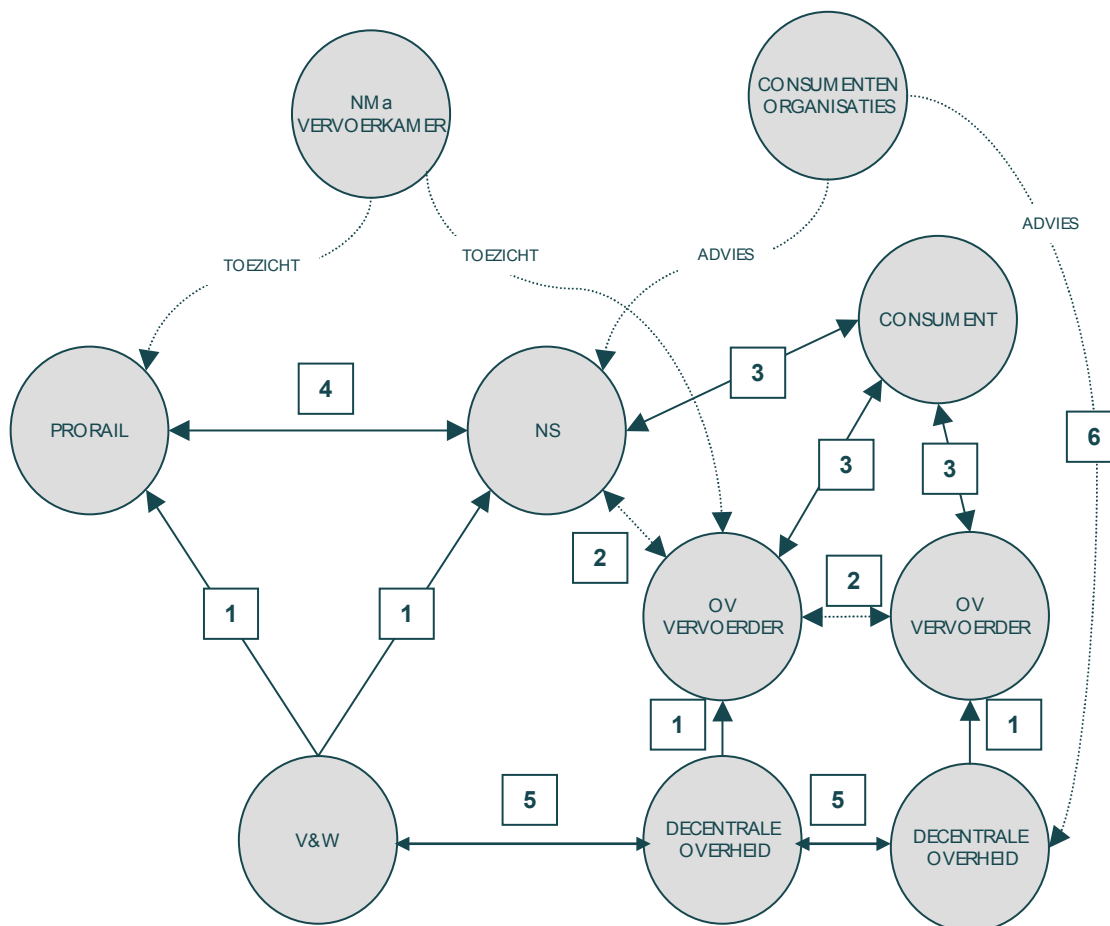 NMa
VERVOERKAMER
CONSUMENTEN
ORGANISATIES
TOEZICHT
TOEZICHT
ADVIES
ADVIES
CONSUMENT
3
4
PRORAIL
NS
3
3
6
2
2
OV
VERVOERDER
OV
VERVOERDER
1
1
1
1
5
5
V&W
DECENTRALE
OVERHEID
DECENTRALE
OVERHEID